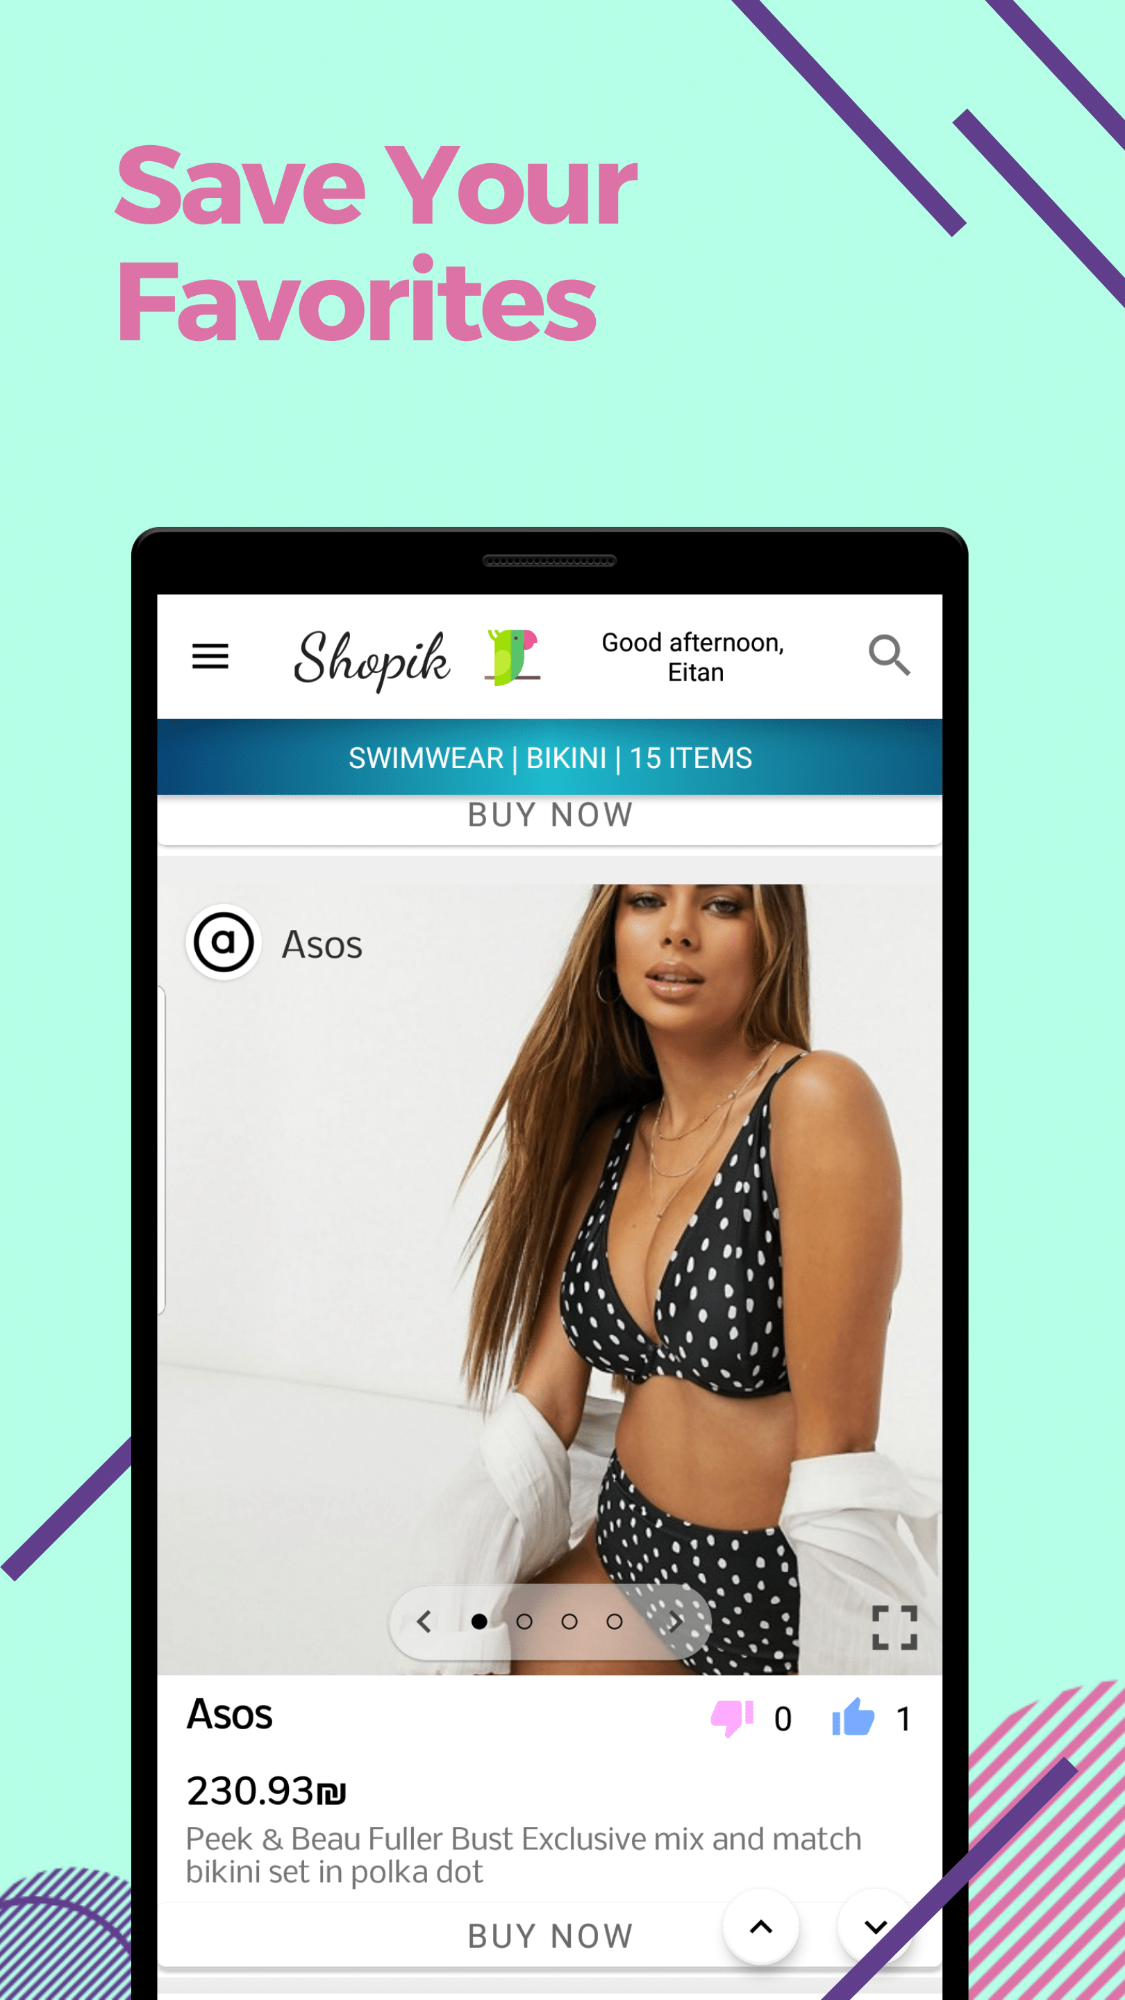 Save Your
Favorites
Shopik
Good afternoon,
Eitan
SWIMWEAR | BIKINI | 15 ITEMS
BUY NOW
a
Asos
Asos
0
1
230.93₪
Peek & Beau Fuller Bust Exclusive mix and match
bikini set in polka dot
BUY NOW